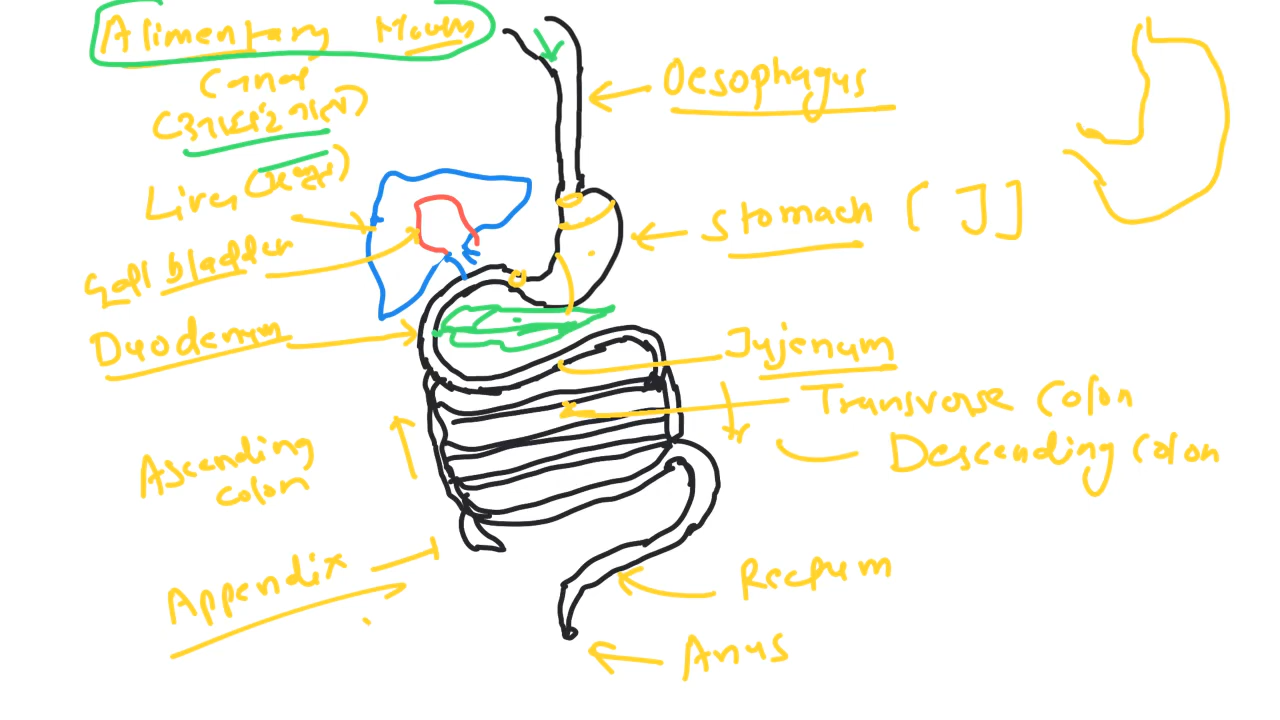 Alimentary Mouth
Canal
Oesophagus
Liver
Stomach [ J ]
Gall bladder
Duodenum
Jujenum
Transverse Colon
Descending Colon
Ascending
Colon
Appendix
Rectum
Anus